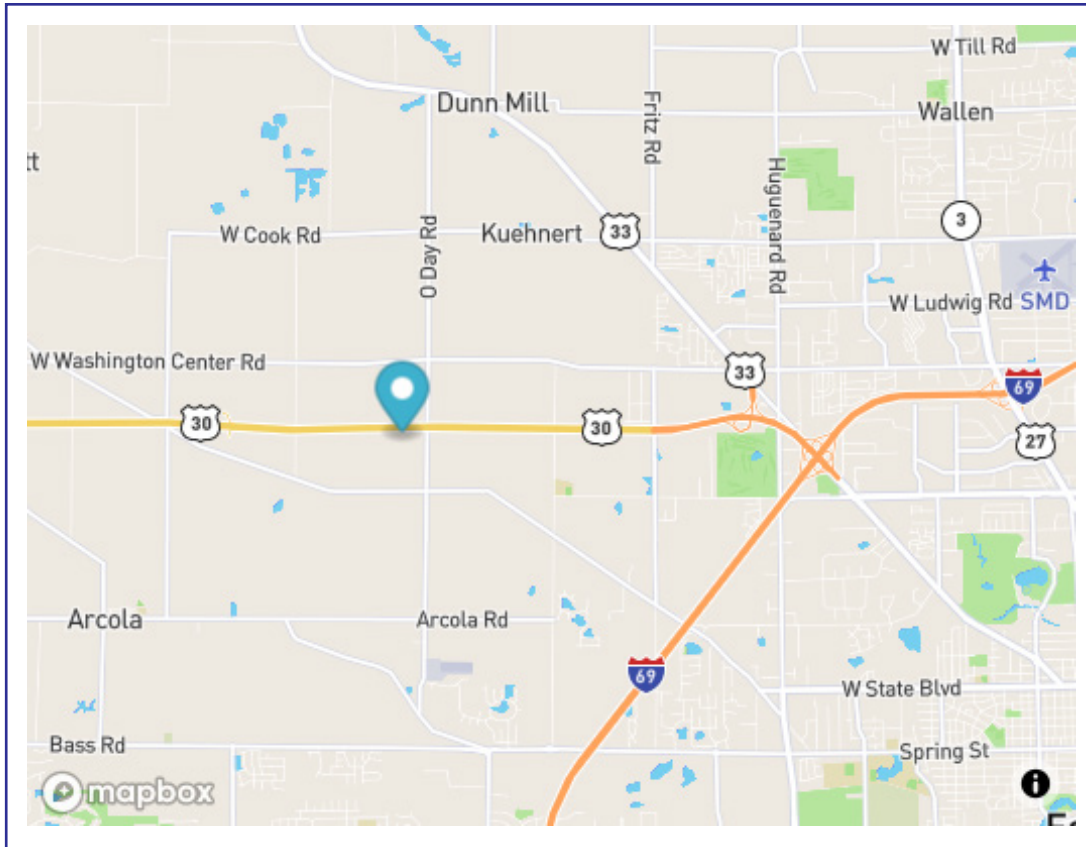 W Till Rd
Dunn Mill
Wallen
Fritz Rd
tt
Huguenard Rd
3
W Cook Rd
Kuehnert
33
O Day Rd
W Ludwig Rd
SMD
W Washington Center Rd
33
69
30
30
27
Arcola
Arcola Rd
69
W State Blvd
Bass Rd
Spring St
mapbox
i